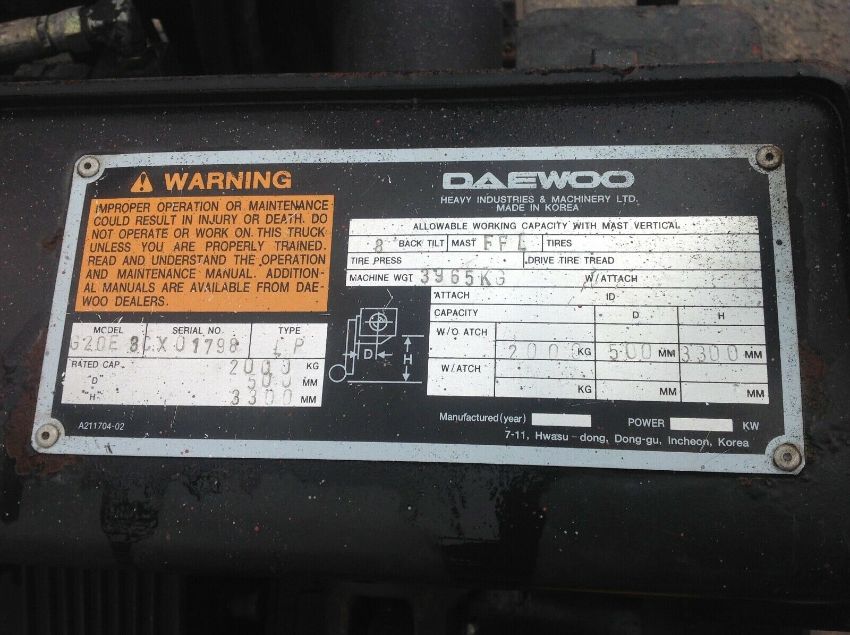 WARNING
IMPROPER OPERATION OR MAINTENANCE
COULD RESULT IN INJURY OR DEATH. DO
NOT OPERATE OR WORK ON THIS TRUCK
UNLESS YOU ARE PROPERLY TRAINED.
READ AND UNDERSTAND THE OPERATION
AND MAINTENANCE MANUAL. ADDITION-
AL MANUALS ARE AVAILABLE FROM DAE-
WOO DEALERS.
MODEL SERIAL NO. TYPE
G20E 3CX01798 LP
RATED CAP. 2000 KG
"D" 500 MM
"H" 3300 MM
A211704-02
DAEWOO
HEAVY INDUSTRIES & MACHINERY LTD.
MADE IN KOREA
ALLOWABLE WORKING CAPACITY WITH MAST VERTICAL
8 BACK TILT MAST FFL TIRES
TIRE PRESS DRIVE TIRE TREAD
MACHINE WGT 3965KG W/ATTACH
ATTACH ID
CAPACITY D H
W/O ATCH
2000 KG 500 MM 3300 MM
W/ATCH
KG MM MM
D H
Manufactured (year) POWER KW
7-11, Hwasu-dong, Dong-gu, Incheon, Korea